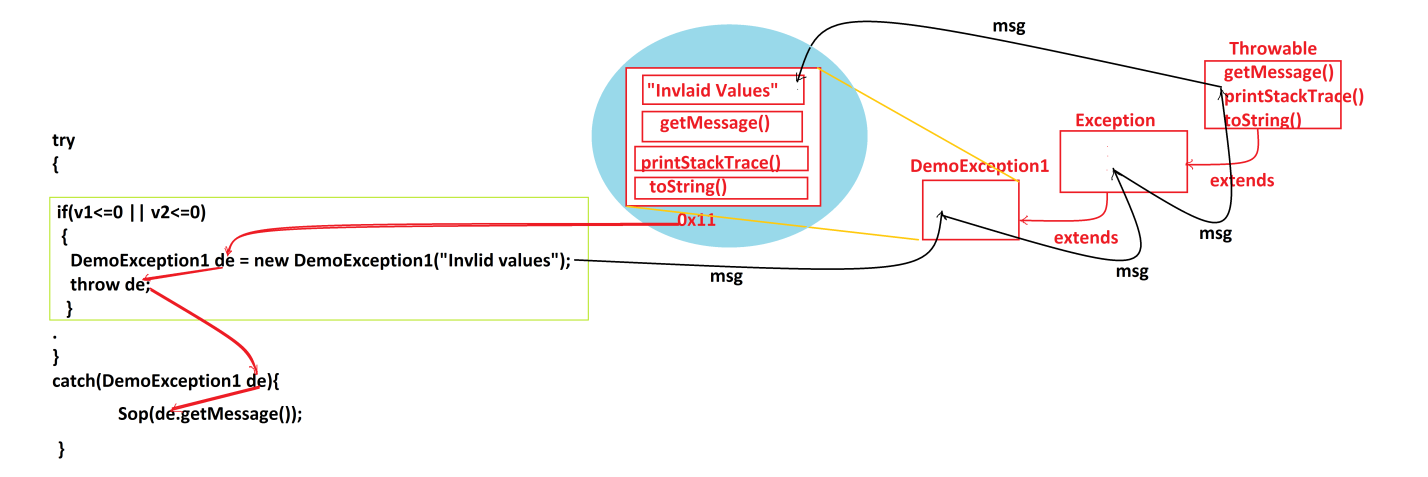 msg
Throwable
getMessage()
printStackTrace()
toString()
"Invlaid Values"
getMessage()
printStackTrace()
toString()
0x11
Exception
DemoException1
extends
extends
msg
msg
msg
try
{
if(v1<=0 || v2<=0)
{
DemoException1 de = new DemoException1("Invlid values");
throw de;
}
.
}
catch(DemoException1 de){
Sop(de.getMessage());
}